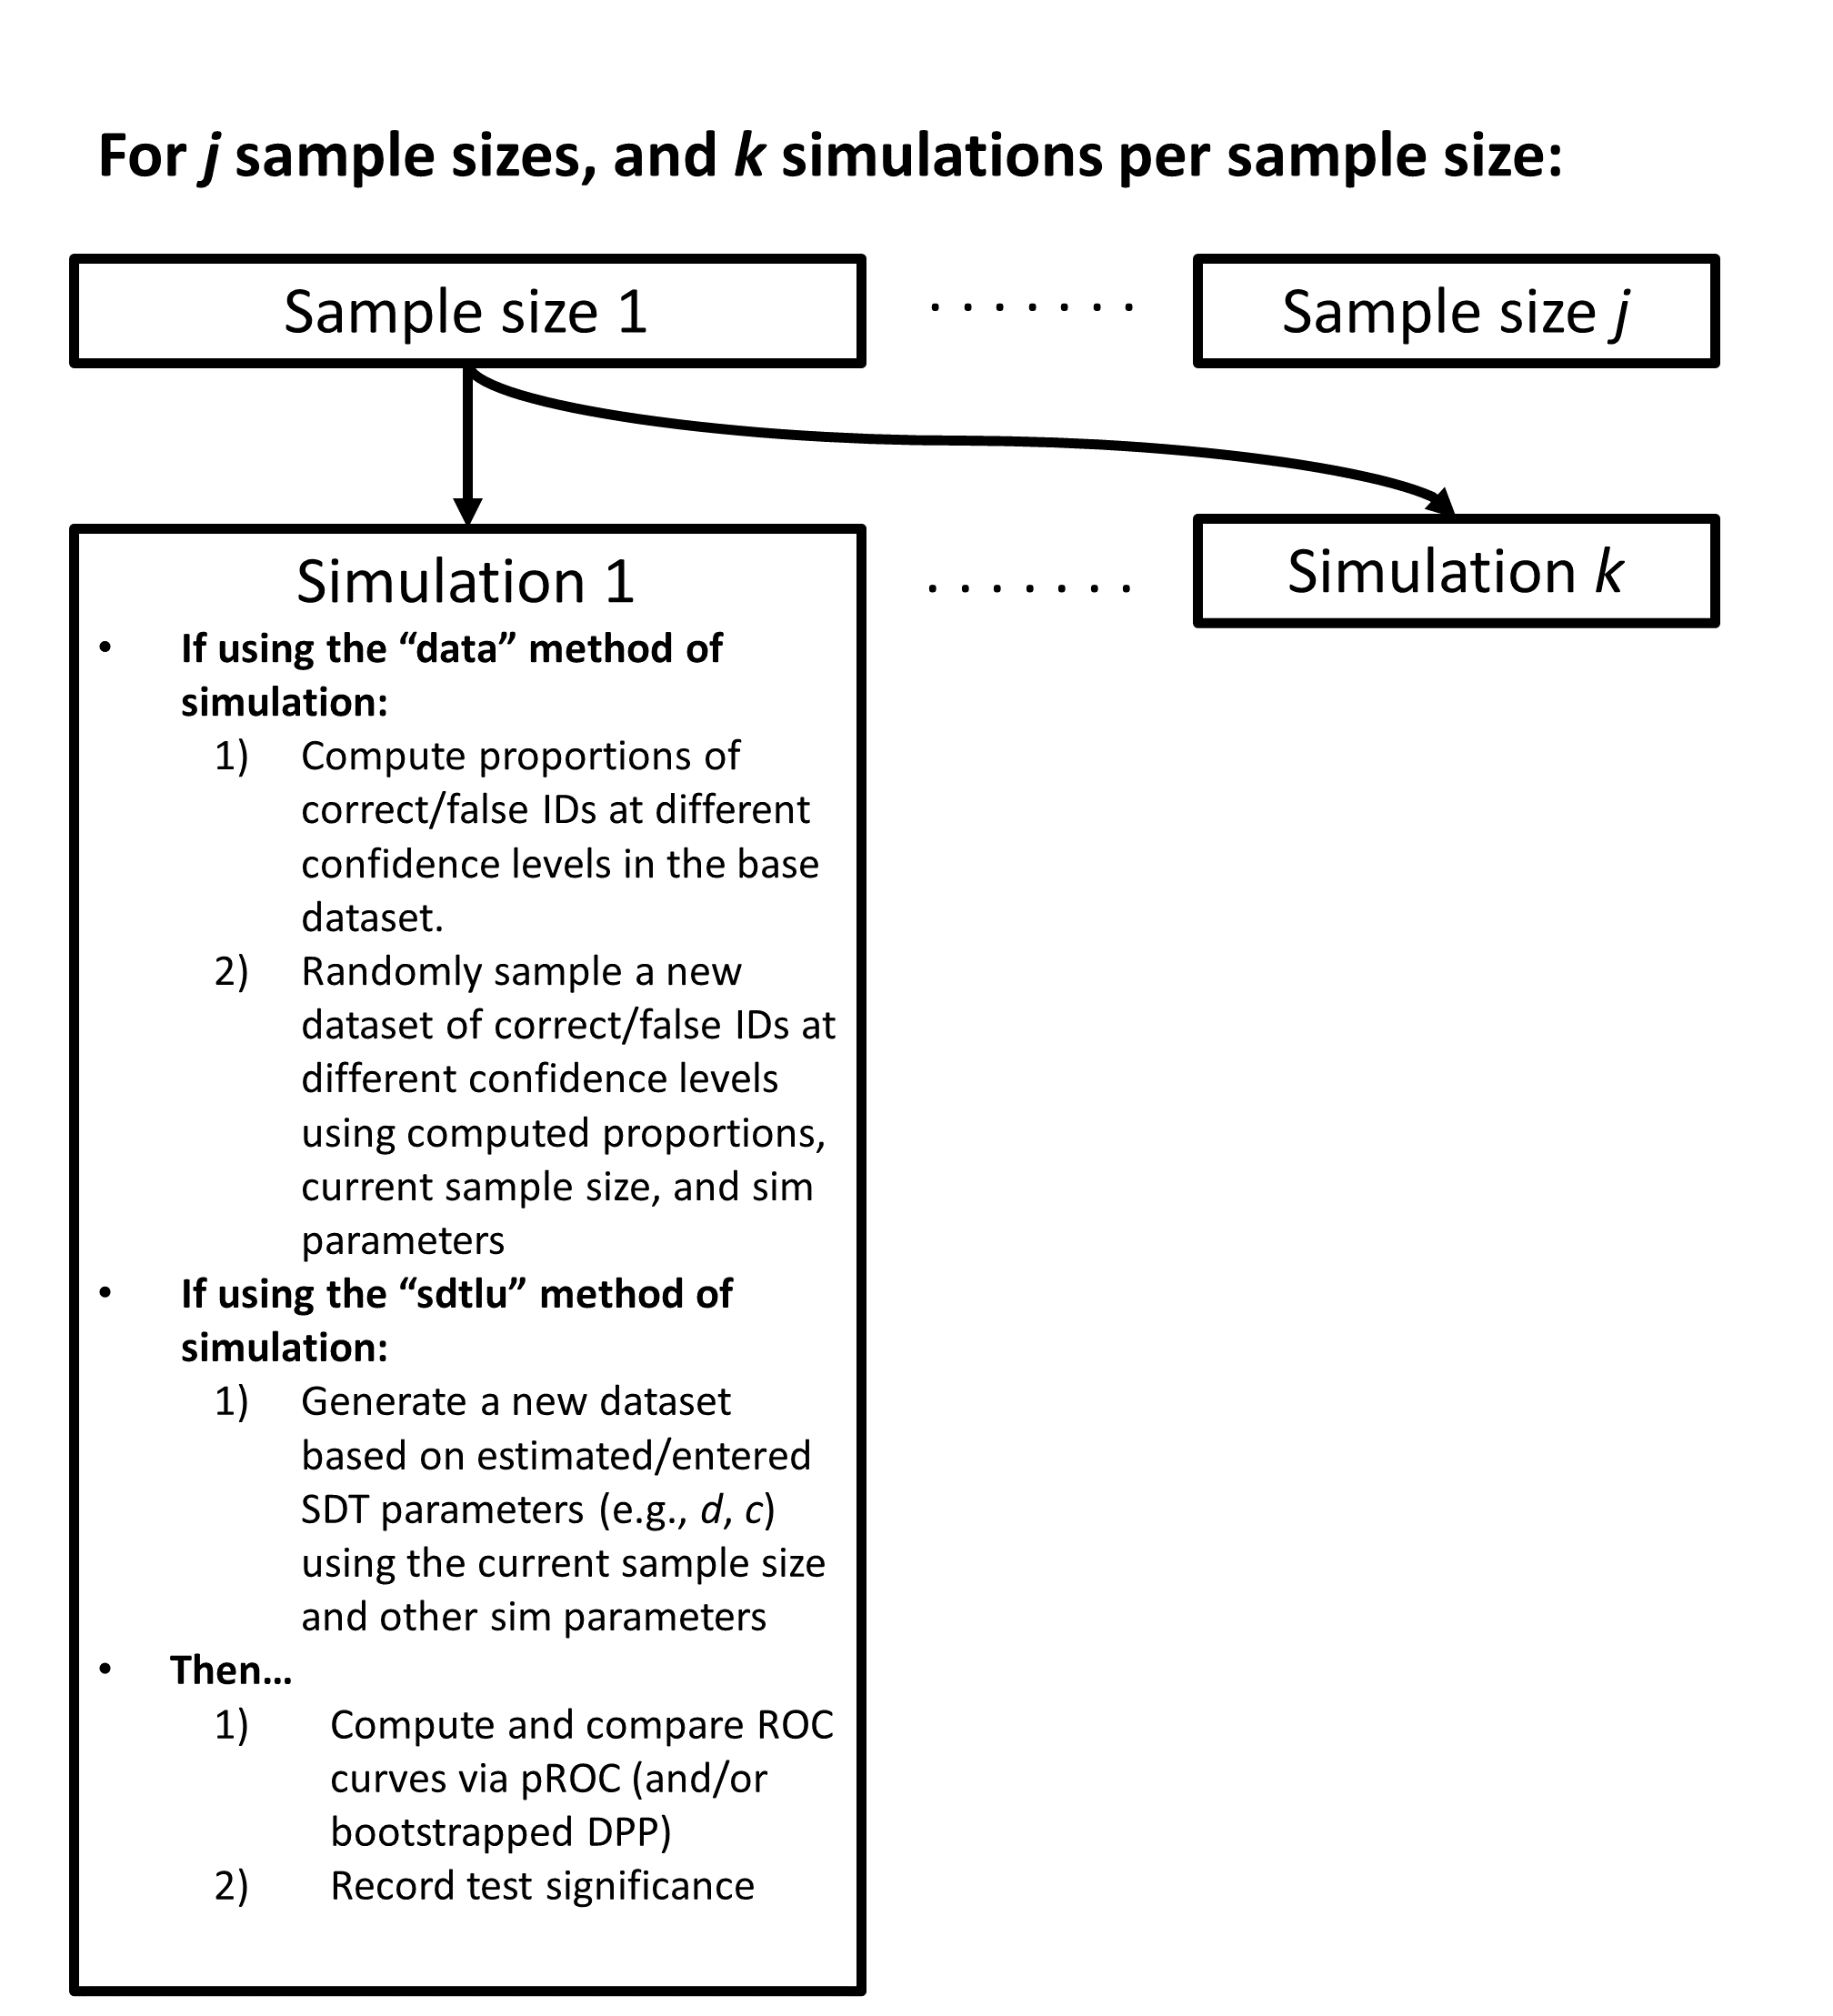 For j sample sizes, and k simulations per sample size:
Sample size 1
. . . . . . .
Sample size j
Simulation 1
. . . . . . .
Simulation k
• If using the “data” method of
simulation:
1) Compute proportions of
correct/false IDs at different
confidence levels in the base
dataset.
2) Randomly sample a new
dataset of correct/false IDs at
different confidence levels
using computed proportions,
current sample size, and sim
parameters
• If using the “sdtlu” method of
simulation:
1) Generate a new dataset
based on estimated/entered
SDT parameters (e.g., d, c)
using the current sample size
and other sim parameters
• Then…
1) Compute and compare ROC
curves via pROC (and/or
bootstrapped DPP)
2) Record test significance